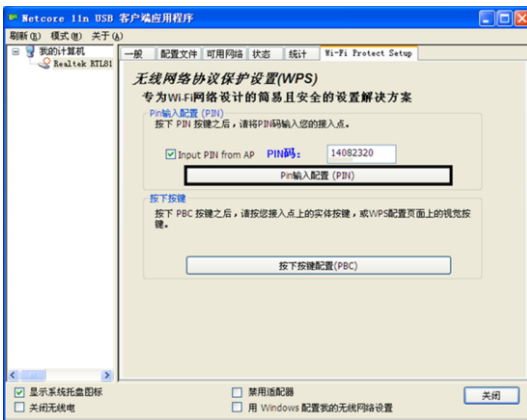 Netcore 11n USB 客户端应用程序
刷新(R) 模式(M) 关于(A)
我的计算机
Realtek RTL81
一般 配置文件 可用网络 状态 统计 Wi-Fi Protect Setup
无线网络协议保护设置(WPS)
专为Wi-Fi网络设计的简易且安全的设置解决方案
Pin输入配置 (PIN)
按下 PIN 按键之后，请将PIN码输入您的接入点。
Input PIN from AP PIN码： 14082320
Pin输入配置 (PIN)
按下按键
按下 PBC 按键之后，请按您接入点上的实体按键，或WPS配置页面上的视觉按
键。
按下按键配置(PBC)
显示系统托盘图标 禁用适配器
关闭
关闭无线电 用 Windows 配置我的无线网络设置